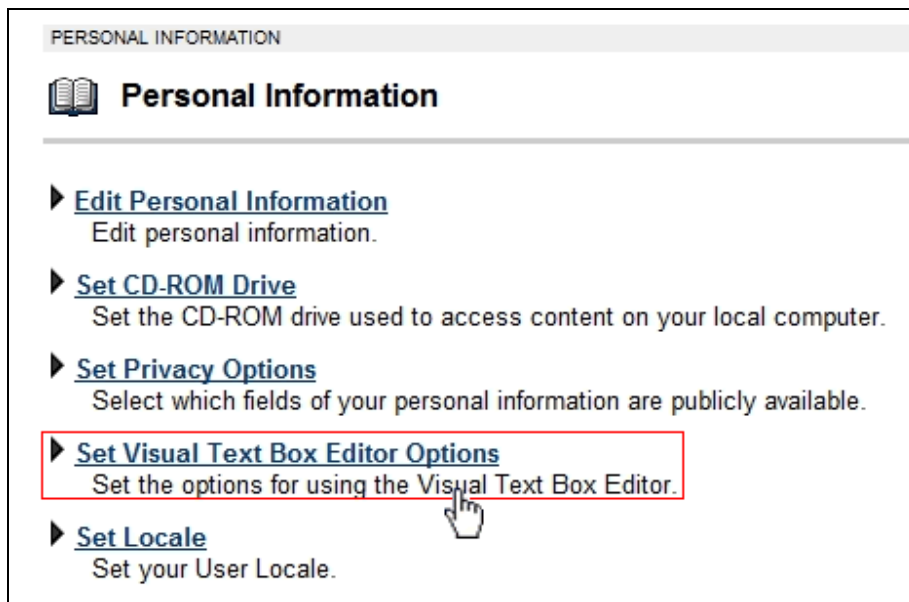 PERSONAL INFORMATION
Personal Information
Edit Personal Information
Edit personal information.
Set CD-ROM Drive
Set the CD-ROM drive used to access content on your local computer.
Set Privacy Options
Select which fields of your personal information are publicly available.
Set Visual Text Box Editor Options
Set the options for using the Visual Text Box Editor.
Set Locale
Set your User Locale.